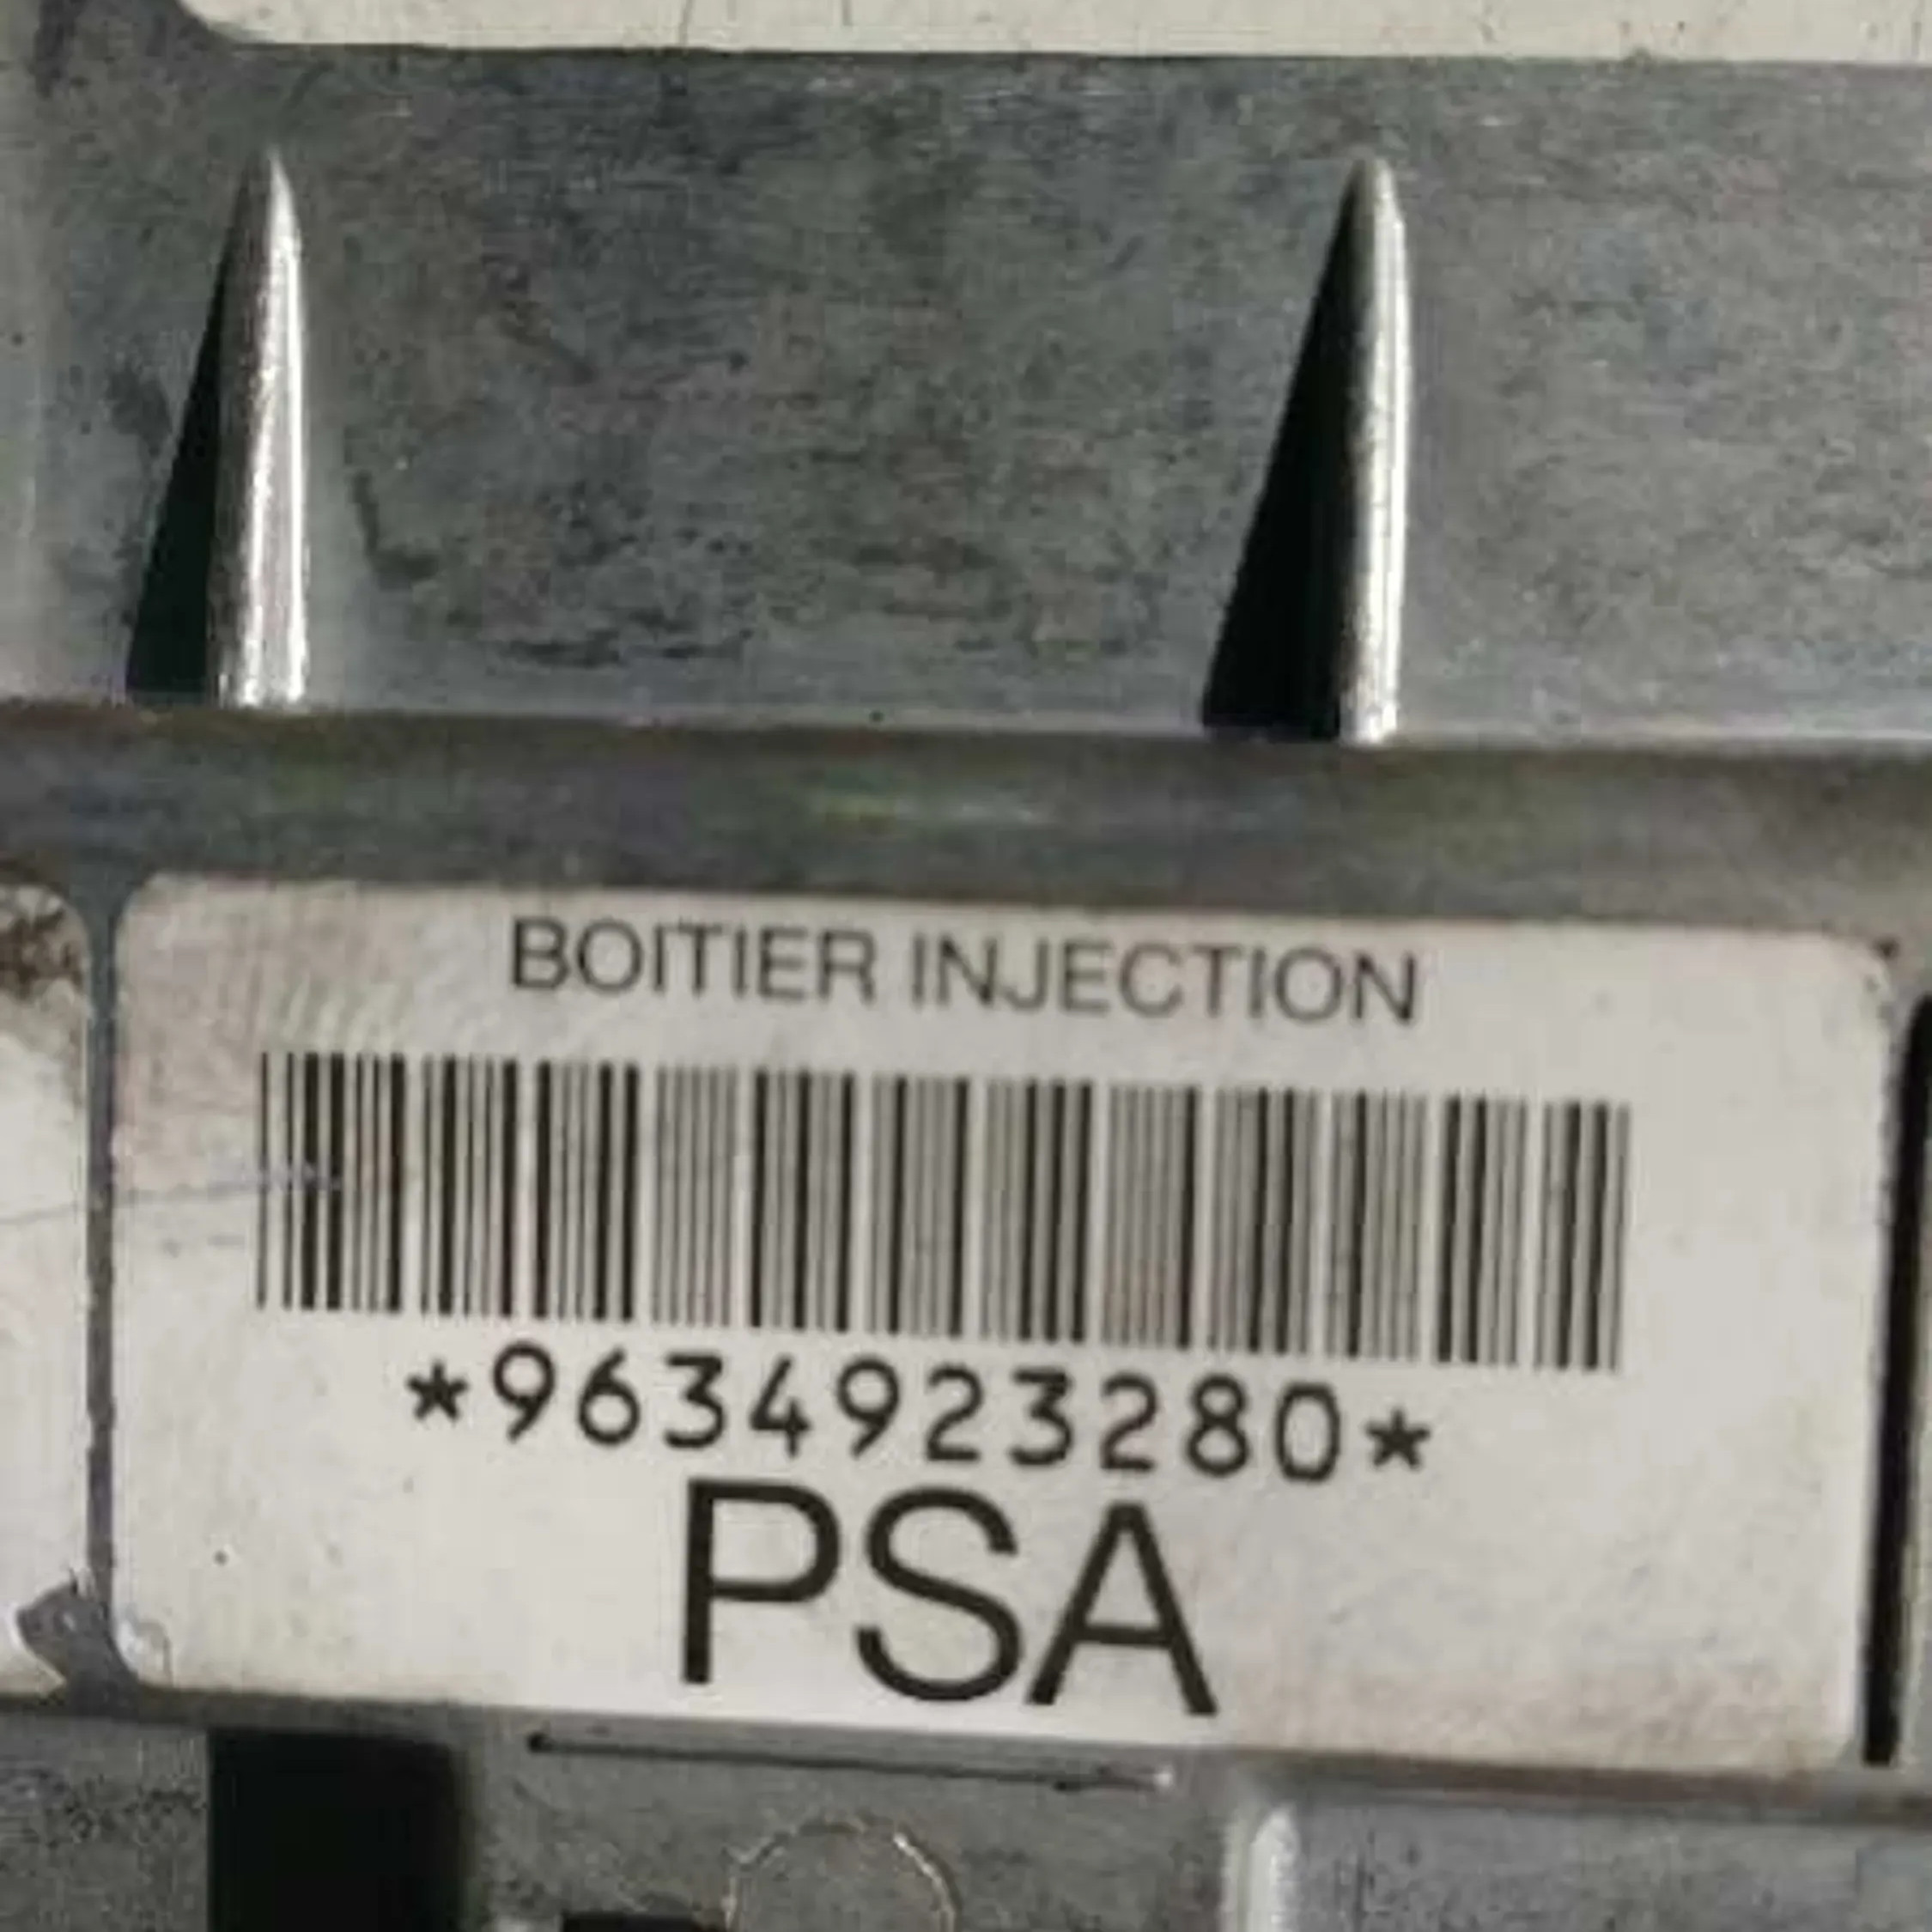 BOITIER INJECTION
*9634923280*
PSA